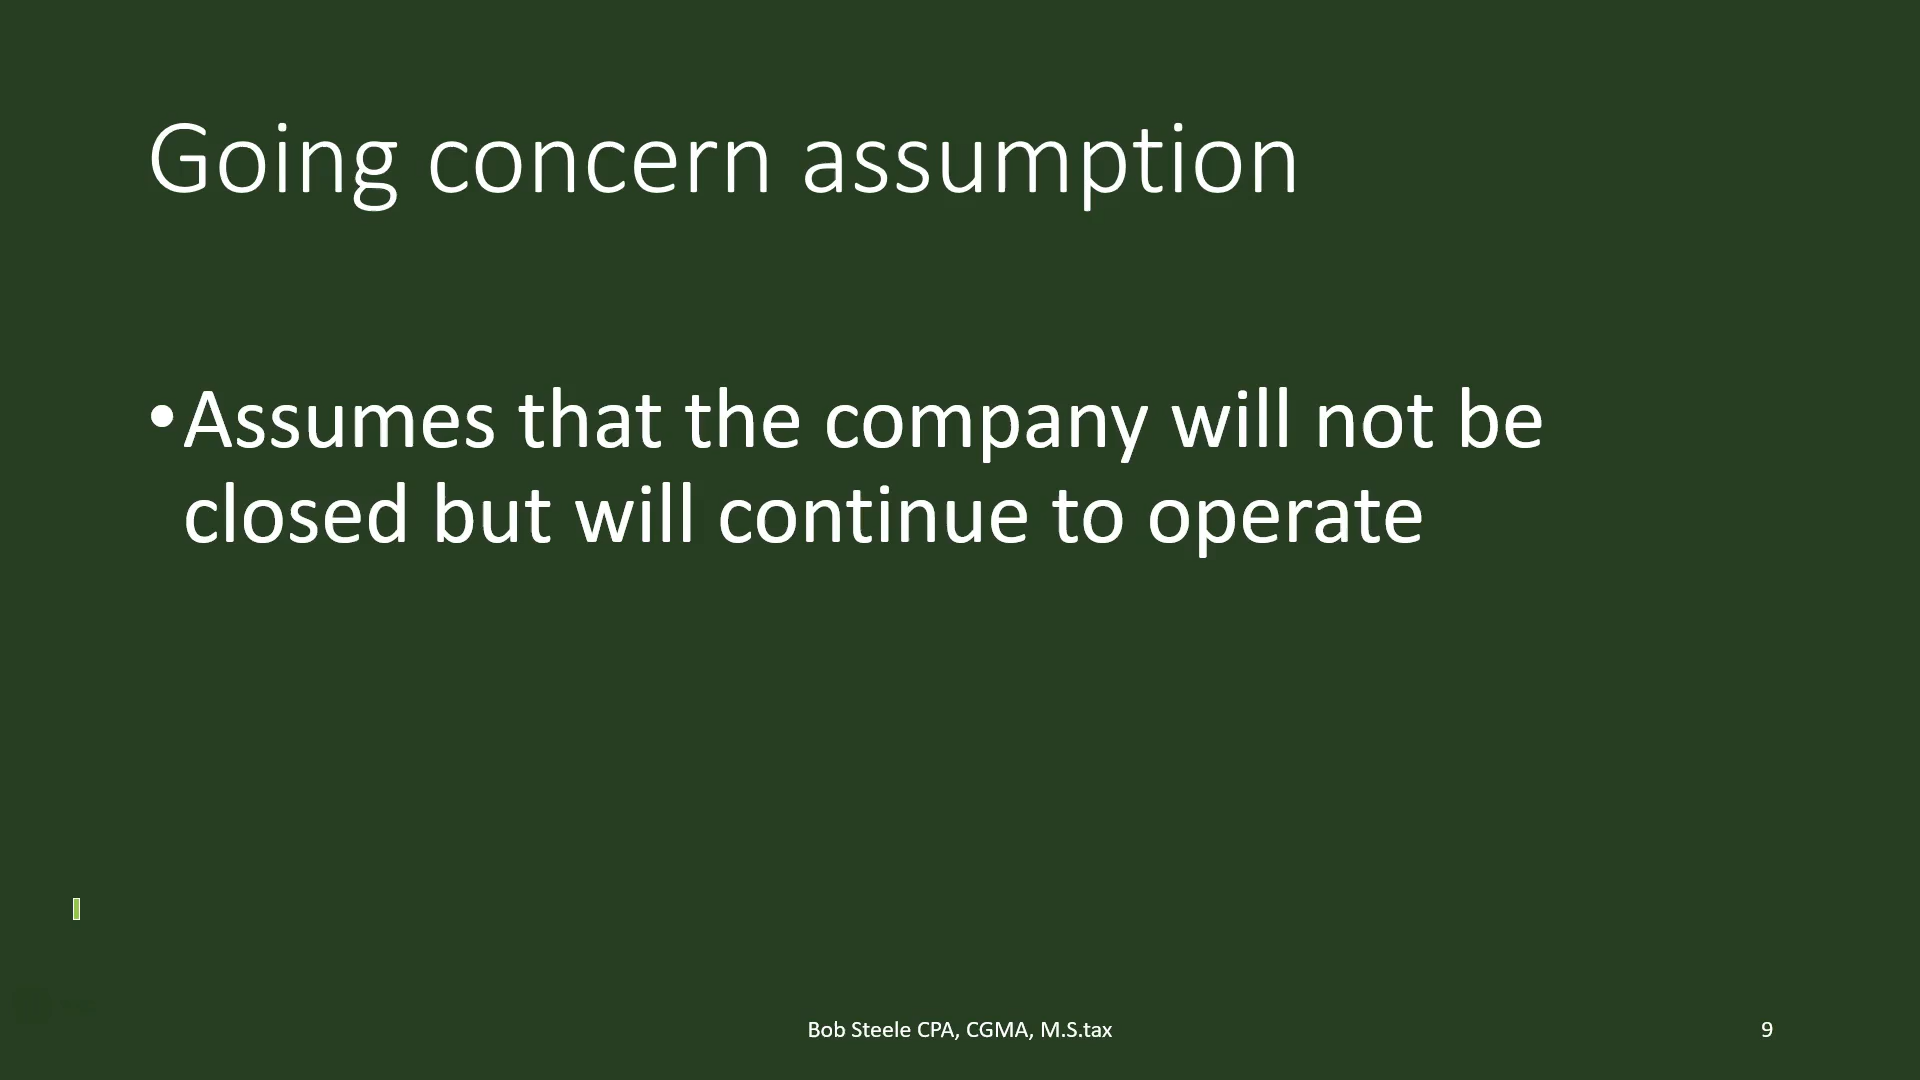 Going concern assumption
•Assumes that the company will not be
closed but will continue to operate
Bob Steele CPA, CGMA, M.S.tax
9